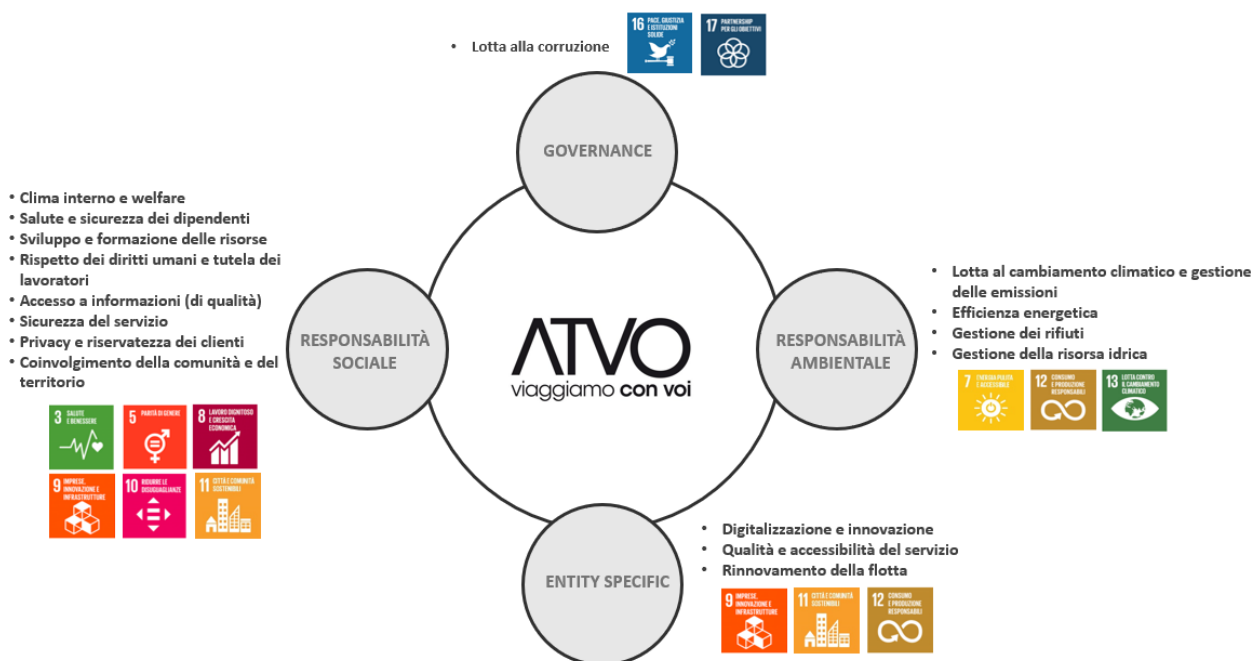 • Lotta alla corruzione
16 PACE, GIUSTIZIA
E ISTITUZIONI
SOLIDE
17 PARTNERSHIP
PER GLI OBIETTIVI
GOVERNANCE
• Clima interno e welfare
• Salute e sicurezza dei dipendenti
• Sviluppo e formazione delle risorse
• Rispetto dei diritti umani e tutela dei
lavoratori
• Accesso a informazioni (di qualità)
• Sicurezza del servizio
• Privacy e riservatezza dei clienti
• Coinvolgimento della comunità e del
territorio
RESPONSABILITÀ
SOCIALE
3 SALUTE
E BENESSERE
5 PARITÀ DI GENERE
8 LAVORO DIGNITOSO
E CRESCITA
ECONOMICA
9 IMPRESE,
INNOVAZIONE E
INFRASTRUTTURE
10 RIDURRE LE
DISUGUAGLIANZE
11 CITTÀ E COMUNITÀ
SOSTENIBILI
ATVO
viaggiamo con voi
RESPONSABILITÀ
AMBIENTALE
• Lotta al cambiamento climatico e gestione
delle emissioni
• Efficienza energetica
• Gestione dei rifiuti
• Gestione della risorsa idrica
7 ENERGIA PULITA
E ACCESSIBILE
12 CONSUMO
E PRODUZIONE
RESPONSABILI
13 LOTTA CONTRO
IL CAMBIAMENTO
CLIMATICO
ENTITY SPECIFIC
• Digitalizzazione e innovazione
• Qualità e accessibilità del servizio
• Rinnovamento della flotta
9 IMPRESE,
INNOVAZIONE E
INFRASTRUTTURE
11 CITTÀ E COMUNITÀ
SOSTENIBILI
12 CONSUMO
E PRODUZIONE
RESPONSABILI